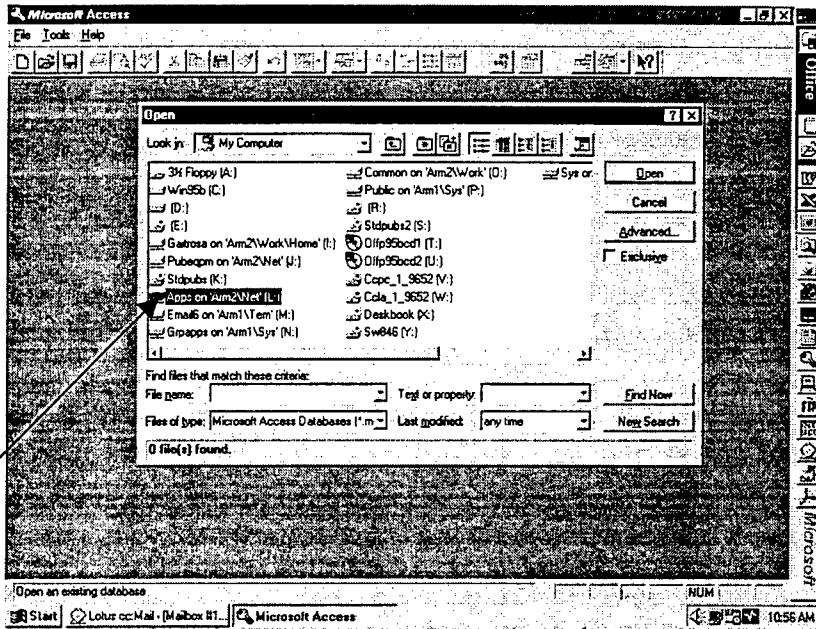 Microsoft Access
File Tools Help
Office
Open
Look in: My Computer
3½ Floppy (A:)
Win95b (C:)
(D:)
(E:)
Gatrosa on 'Arm2\Work\Home' (I:)
Pubeqpm on 'Arm2\Net' (J:)
Stdpubs (K:)
Apps on 'Arm2\Net' (L:)
Email6 on 'Arm1\Tem' (M:)
Grpapps on 'Arm1\Sys' (N:)
Common on 'Arm2\Work' (O:)
Public on 'Arm1\Sys' (P:)
(R:)
Stdpubs2 (S:)
Offp95bcd1 (T:)
Offp95bcd2 (U:)
Ccpc_1_9652 (V:)
Ccla_1_9652 (W:)
Deskbook (X:)
Sw846 (Y:)
Sys or
Open
Cancel
Advanced...
Exclusive
Find files that match these criteria:
File name: Text or property: Find Now
Files of type: Microsoft Access Databases (*.m Last modified: any time New Search
0 file(s) found.
Microsoft
Open an existing database NUM
Start Lotus cc:Mail - [Mailbox #1... Microsoft Access 10:56 AM